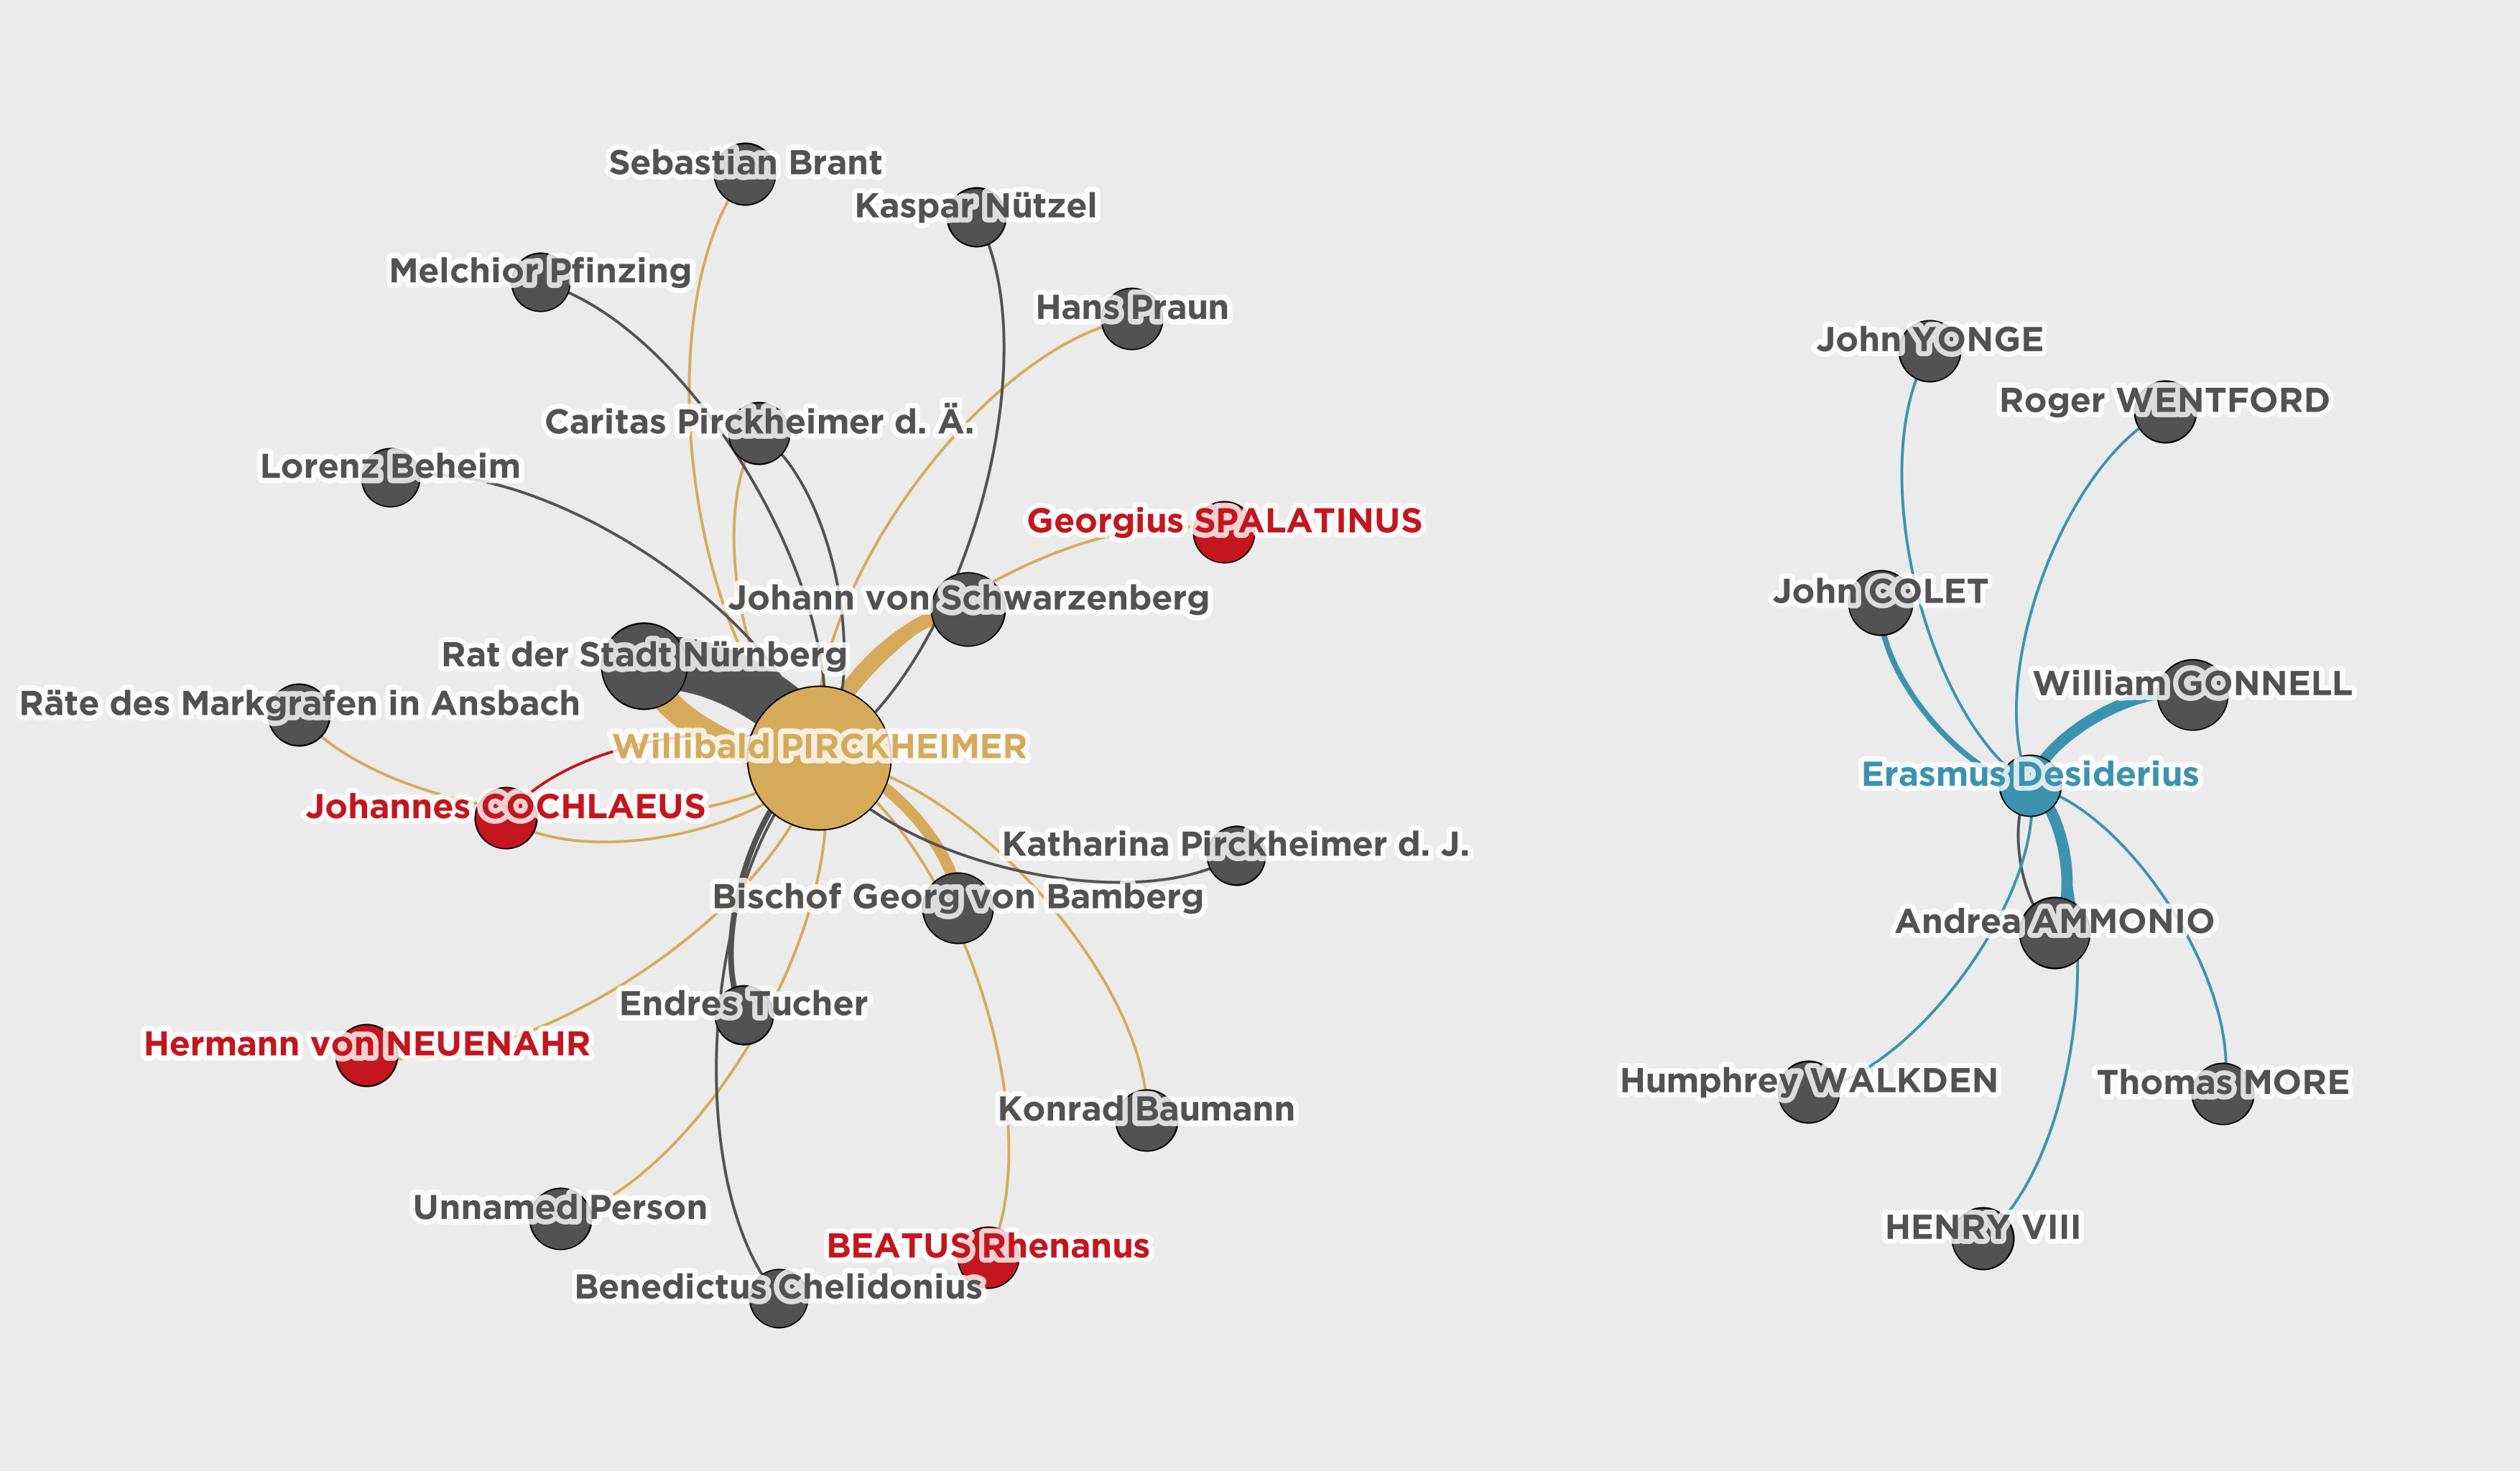 Sebastian Brant
Kaspar Nützel
Melchior Pfinzing
Hans Praun
John YONGE
Roger WENTFORD
Caritas Pirckheimer d. Ä.
Lorenz Beheim
Georgius SPALATINUS
John COLET
Johann von Schwarzenberg
Rat der Stadt Nürnberg
William GONNELL
Räte des Markgrafen in Ansbach
Willibald PIRCKHEIMER
Erasmus Desiderius
Johannes COCHLAEUS
Katharina Pirckheimer d. J.
Bischof Georg von Bamberg
Andrea AMMONIO
Endres Tucher
Hermann von NEUENAHR
Humphrey WALKDEN
Thomas MORE
Konrad Baumann
Unnamed Person
HENRY VIII
BEATUS Rhenanus
Benedictus Chelidonius